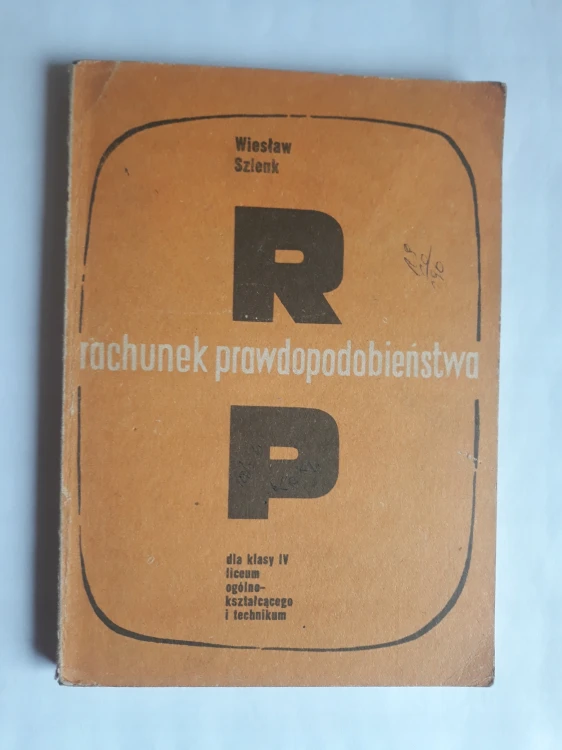 Wiesław
Szlenk
R
rachunek prawdopodobieństwa
P
dla klasy IV
liceum
ogólno-
kształcącego
i technikum